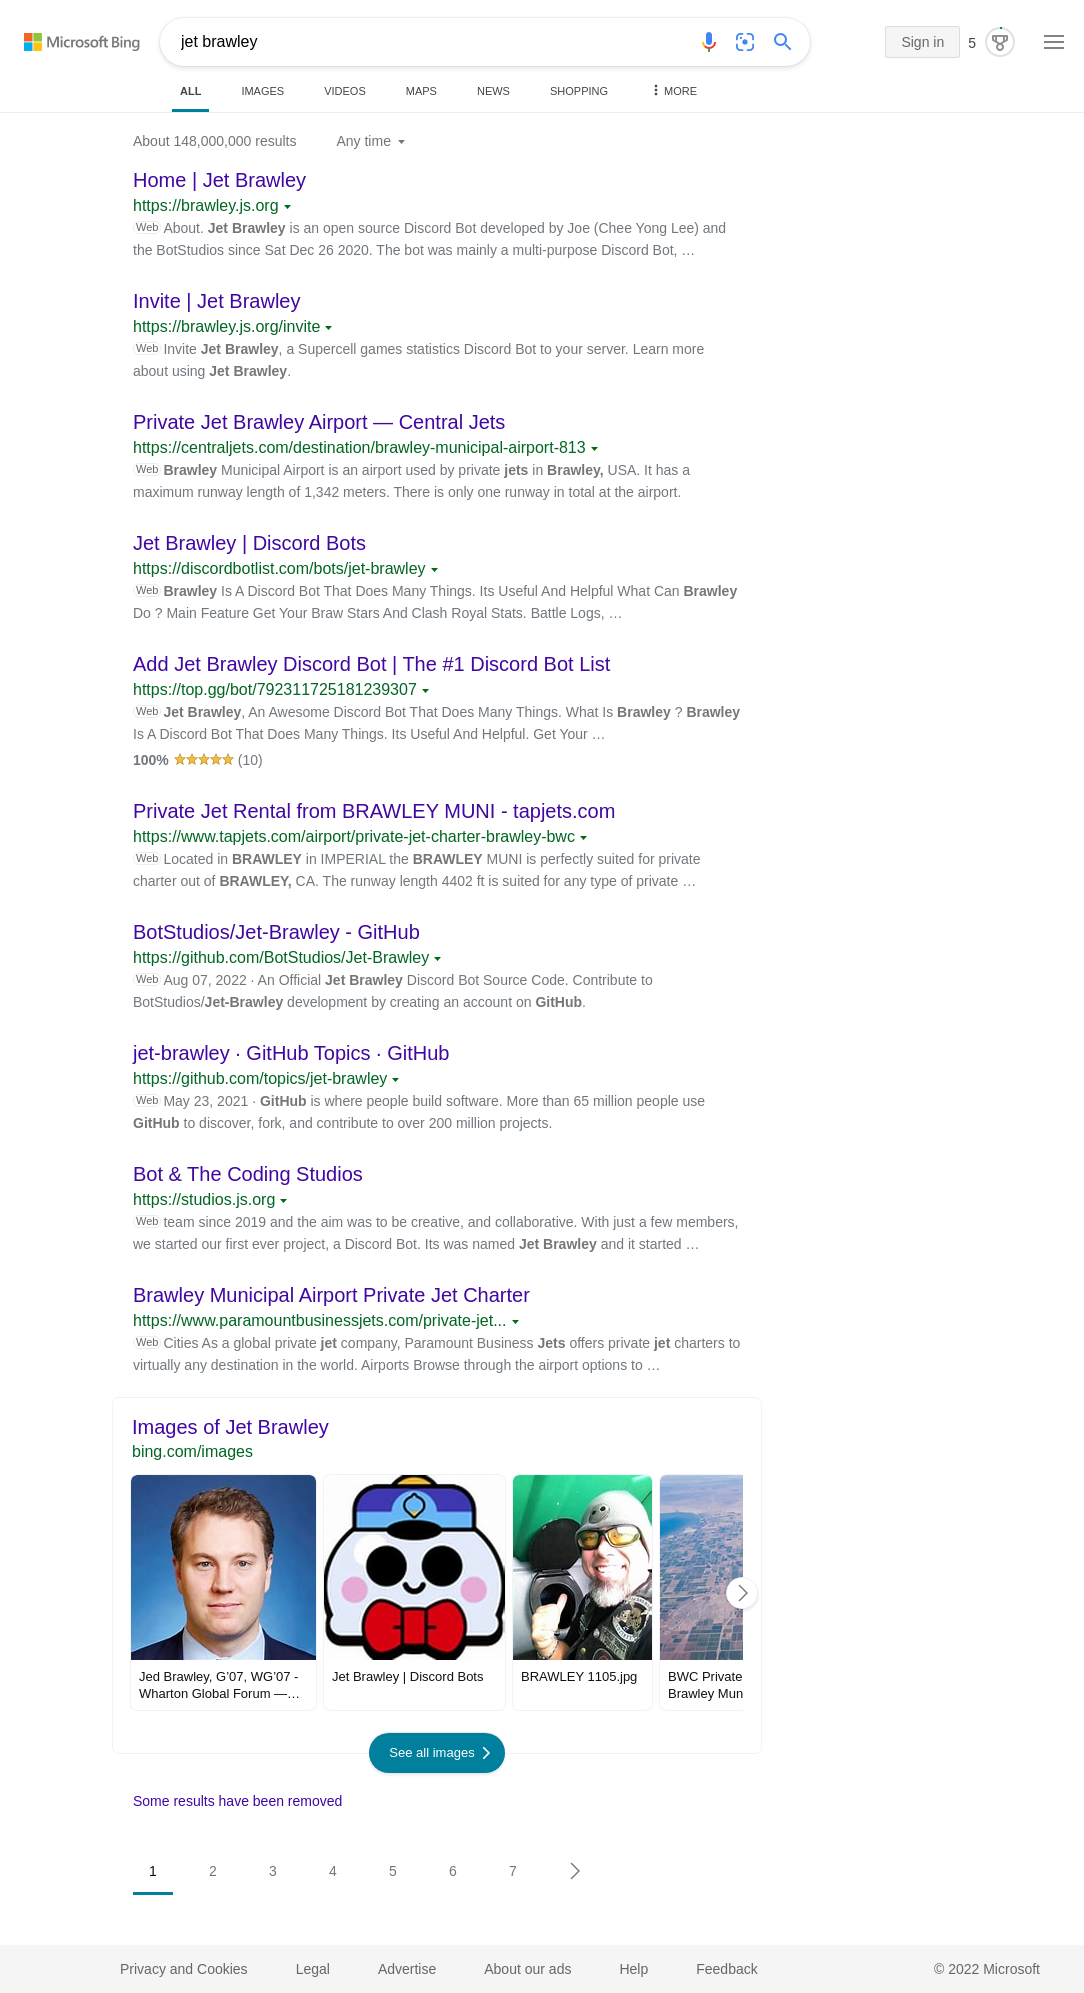 Microsoft Bing
jet brawley
Sign in
5
ALL IMAGES VIDEOS MAPS NEWS SHOPPING MORE
About 148,000,000 results Any time
Home | Jet Brawley
https://brawley.js.org
Web About. Jet Brawley is an open source Discord Bot developed by Joe (Chee Yong Lee) and
the BotStudios since Sat Dec 26 2020. The bot was mainly a multi-purpose Discord Bot, …
Invite | Jet Brawley
https://brawley.js.org/invite
Web Invite Jet Brawley, a Supercell games statistics Discord Bot to your server. Learn more
about using Jet Brawley.
Private Jet Brawley Airport — Central Jets
https://centraljets.com/destination/brawley-municipal-airport-813
Web Brawley Municipal Airport is an airport used by private jets in Brawley, USA. It has a
maximum runway length of 1,342 meters. There is only one runway in total at the airport.
Jet Brawley | Discord Bots
https://discordbotlist.com/bots/jet-brawley
Web Brawley Is A Discord Bot That Does Many Things. Its Useful And Helpful What Can Brawley
Do ? Main Feature Get Your Braw Stars And Clash Royal Stats. Battle Logs, …
Add Jet Brawley Discord Bot | The #1 Discord Bot List
https://top.gg/bot/792311725181239307
Web Jet Brawley, An Awesome Discord Bot That Does Many Things. What Is Brawley ? Brawley
Is A Discord Bot That Does Many Things. Its Useful And Helpful. Get Your …
100% (10)
Private Jet Rental from BRAWLEY MUNI - tapjets.com
https://www.tapjets.com/airport/private-jet-charter-brawley-bwc
Web Located in BRAWLEY in IMPERIAL the BRAWLEY MUNI is perfectly suited for private
charter out of BRAWLEY, CA. The runway length 4402 ft is suited for any type of private …
BotStudios/Jet-Brawley - GitHub
https://github.com/BotStudios/Jet-Brawley
Web Aug 07, 2022 · An Official Jet Brawley Discord Bot Source Code. Contribute to
BotStudios/Jet-Brawley development by creating an account on GitHub.
jet-brawley · GitHub Topics · GitHub
https://github.com/topics/jet-brawley
Web May 23, 2021 · GitHub is where people build software. More than 65 million people use
GitHub to discover, fork, and contribute to over 200 million projects.
Bot & The Coding Studios
https://studios.js.org
Web team since 2019 and the aim was to be creative, and collaborative. With just a few members,
we started our first ever project, a Discord Bot. Its was named Jet Brawley and it started …
Brawley Municipal Airport Private Jet Charter
https://www.paramountbusinessjets.com/private-jet...
Web Cities As a global private jet company, Paramount Business Jets offers private jet charters to
virtually any destination in the world. Airports Browse through the airport options to …
Images of Jet Brawley
bing.com/images
Jed Brawley, G’07, WG’07 -
Wharton Global Forum —…
Jet Brawley | Discord Bots
BRAWLEY 1105.jpg
BWC Private
Brawley Mun
See all images
Some results have been removed
1 2 3 4 5 6 7
Privacy and Cookies Legal Advertise About our ads Help Feedback © 2022 Microsoft